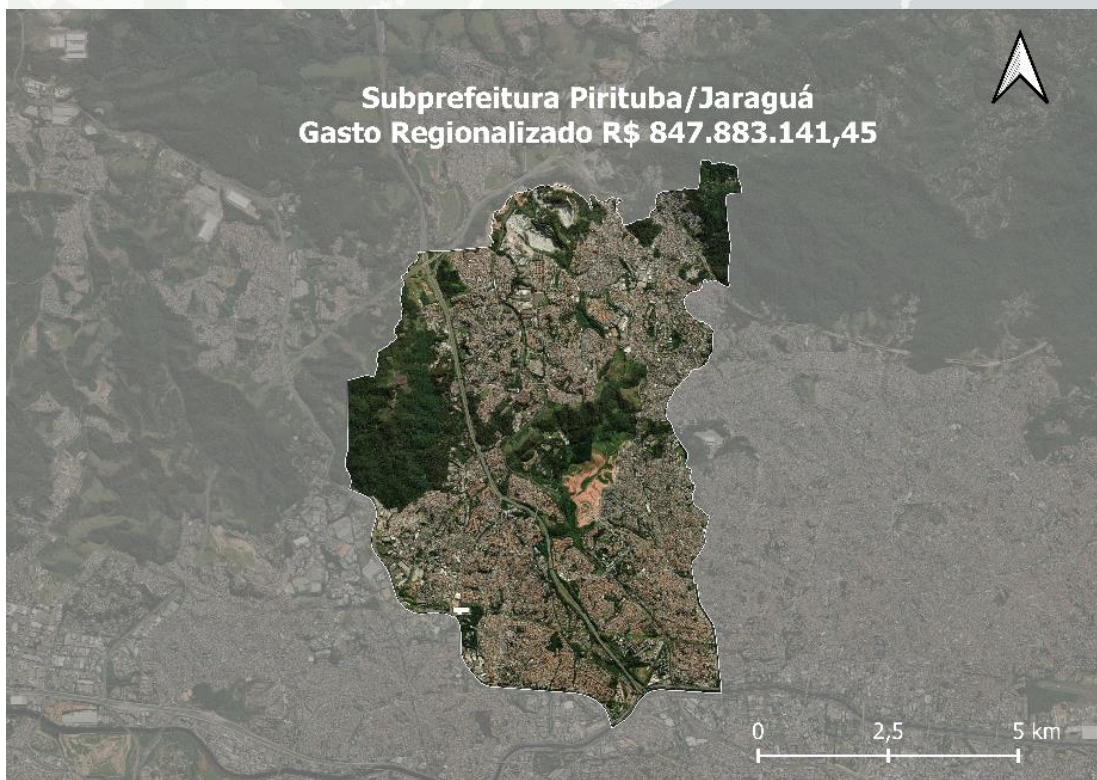 Subprefeitura Pirituba/Jaraguá
Gasto Regionalizado R$ 847.883.141,45
0 2,5 5 km